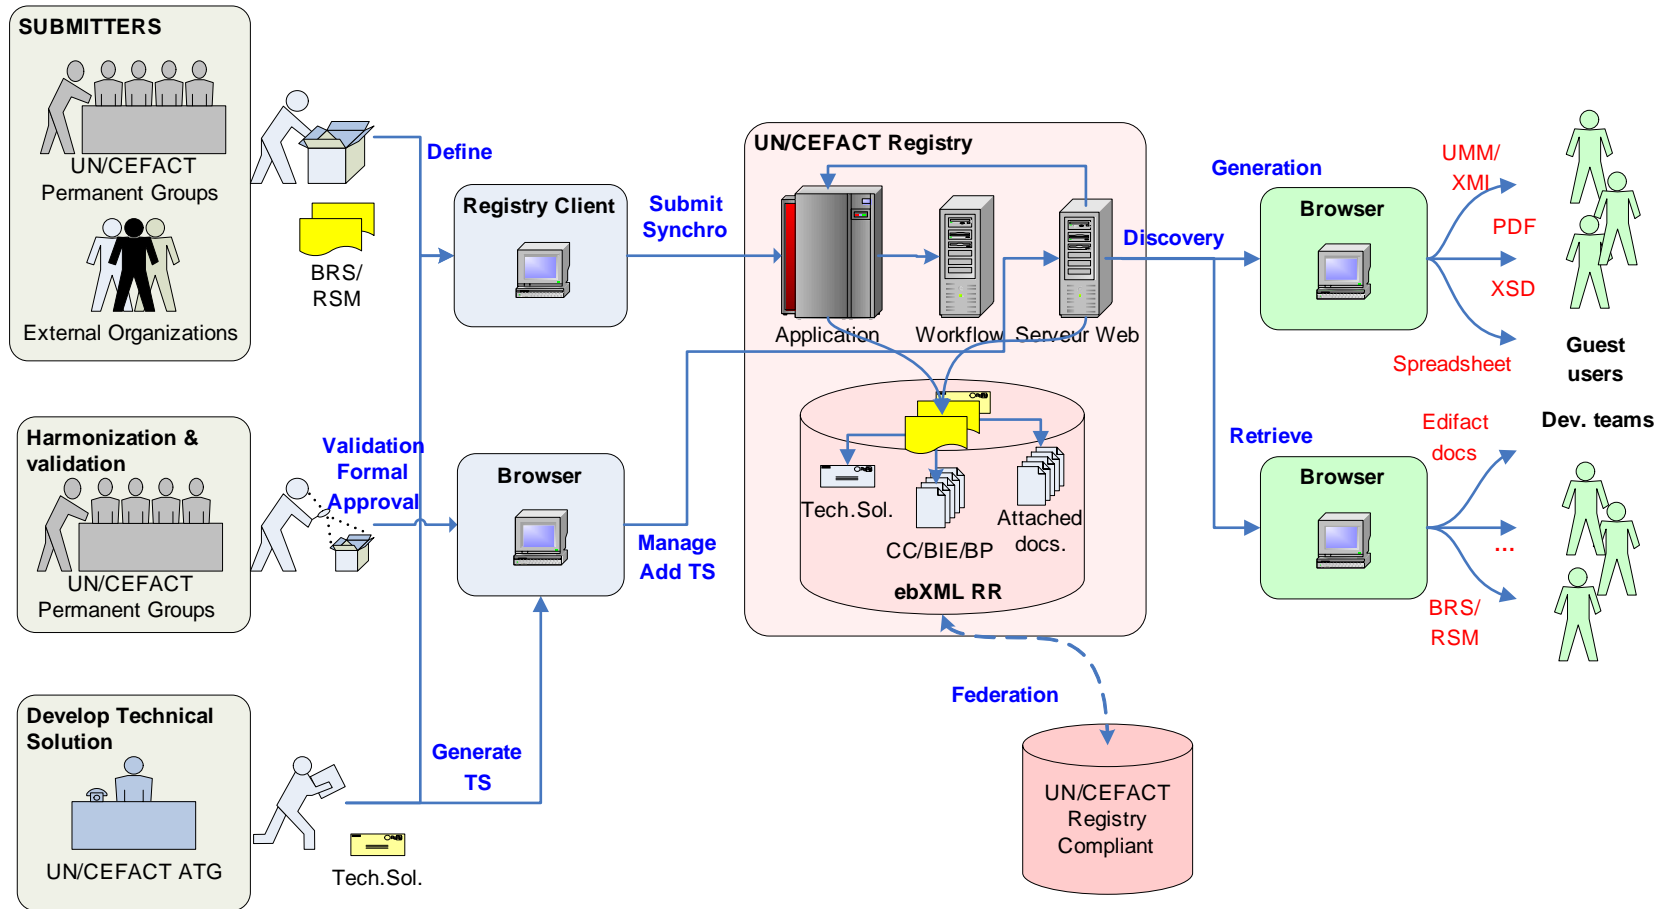 SUBMITTERS
UN/CEFACT
Permanent Groups
External Organizations
BRS/
RSM
Define
Registry Client
Submit
Synchro
UN/CEFACT Registry
Application
Workflow
Serveur Web
Tech.Sol.
CC/BIE/BP
Attached
docs.
ebXML RR
Generation
Discovery
Browser
UMM/
XMI
PDF
XSD
Spreadsheet
Guest
users
Dev. teams
Harmonization &
validation
UN/CEFACT
Permanent Groups
Validation
Formal
Approval
Browser
Manage
Add TS
Retrieve
Browser
Edifact
docs
...
BRS/
RSM
Develop Technical
Solution
UN/CEFACT ATG
Tech.Sol.
Generate
TS
Federation
UN/CEFACT
Registry
Compliant